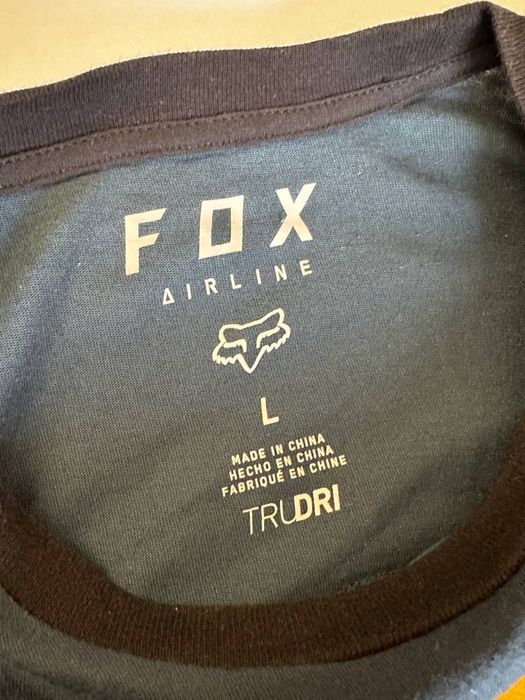 FOX
AIRLINE
L
MADE IN CHINA
HECHO EN CHINA
FABRIQUÉ EN CHINE
TRUDRI